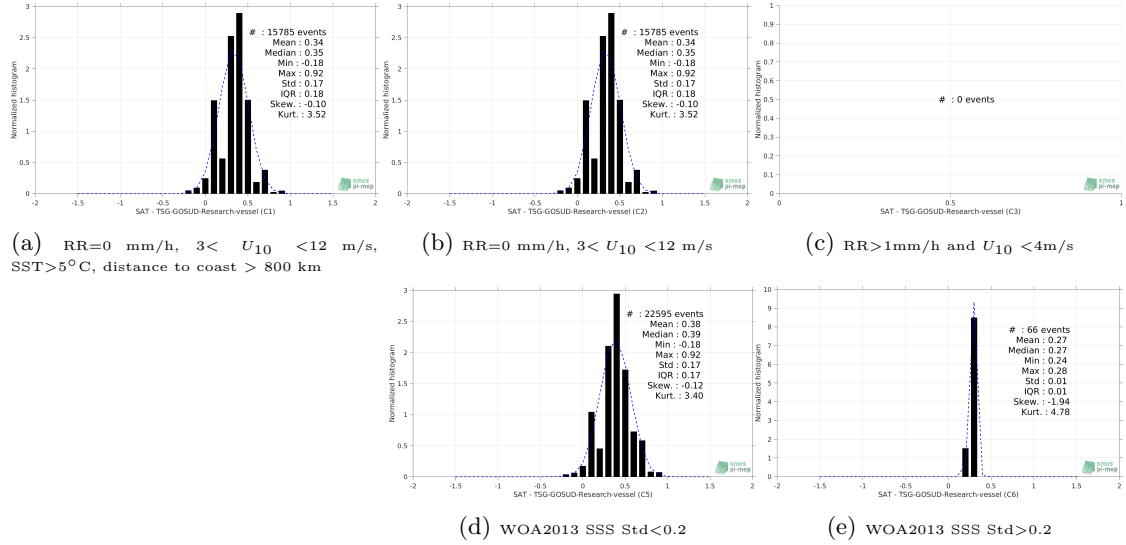 3
2.5
2
1.5
1
0.5
0
-2
-1.5
-1
-0.5
0
0.5
1
1.5
2
Normalized histogram
# : 15785 events
Mean : 0.34
Median : 0.35
Min : -0.18
Max : 0.92
Std : 0.17
IQR : 0.18
Skew. : -0.10
Kurt. : 3.52
smos
pi-mep
SAT - TSG-GOSUD-Research-vessel (C1)
(a) RR=0 mm/h, 3< U10 <12 m/s,
SST>5°C, distance to coast > 800 km
3
2.5
2
1.5
1
0.5
0
-2
-1.5
-1
-0.5
0
0.5
1
1.5
2
Normalized histogram
# : 15785 events
Mean : 0.34
Median : 0.35
Min : -0.18
Max : 0.92
Std : 0.17
IQR : 0.18
Skew. : -0.10
Kurt. : 3.52
smos
pi-mep
SAT - TSG-GOSUD-Research-vessel (C2)
(b) RR=0 mm/h, 3< U10 <12 m/s
1
0.9
0.8
0.7
0.6
0.5
0.4
0.3
0.2
0.1
0
0
0.5
1
Normalized histogram
# : 0 events
smos
pi-mep
SAT - TSG-GOSUD-Research-vessel (C3)
(c) RR>1mm/h and U10 <4m/s
3
2.5
2
1.5
1
0.5
0
-2
-1.5
-1
-0.5
0
0.5
1
1.5
2
Normalized histogram
# : 22595 events
Mean : 0.38
Median : 0.39
Min : -0.18
Max : 0.92
Std : 0.17
IQR : 0.17
Skew. : -0.12
Kurt. : 3.40
smos
pi-mep
SAT - TSG-GOSUD-Research-vessel (C5)
(d) WOA2013 SSS Std<0.2
10
9
8
7
6
5
4
3
2
1
0
-2
-1.5
-1
-0.5
0
0.5
1
1.5
2
Normalized histogram
# : 66 events
Mean : 0.27
Median : 0.27
Min : 0.24
Max : 0.28
Std : 0.01
IQR : 0.01
Skew. : -1.94
Kurt. : 4.78
smos
pi-mep
SAT - TSG-GOSUD-Research-vessel (C6)
(e) WOA2013 SSS Std>0.2